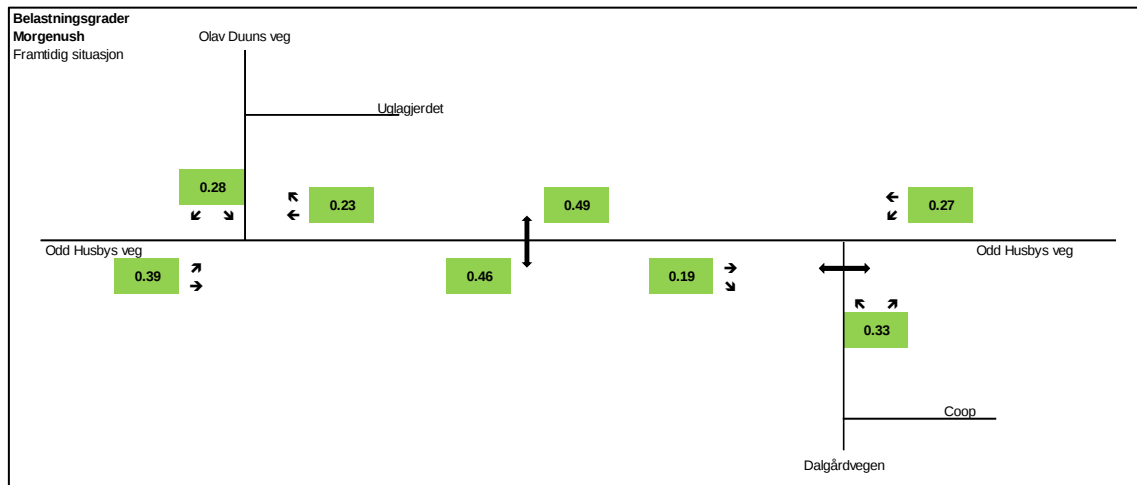 Belastningsgrader
Morgenush
Framtidig situasjon
Olav Duuns veg
Uglagjerdet
0.28
0.23
0.49
0.27
Odd Husbys veg
Odd Husbys veg
0.39
0.46
0.19
0.33
Coop
Dalgårdvegen